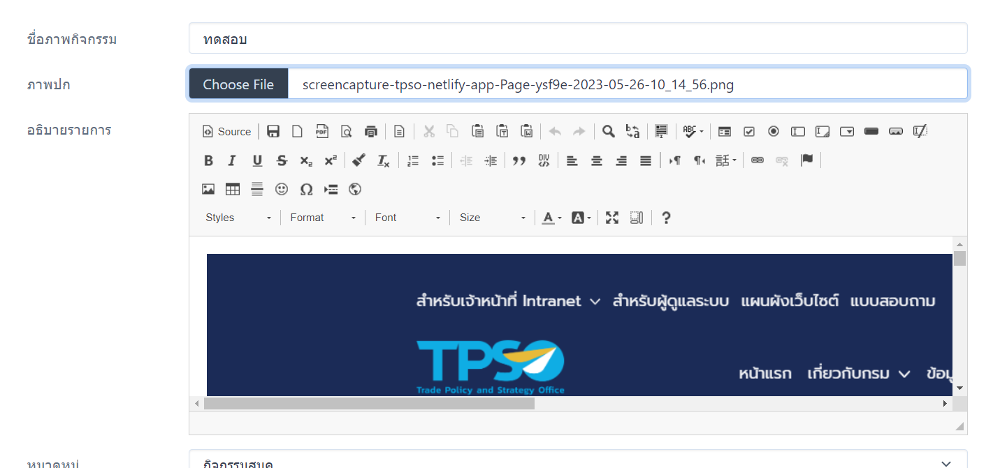 ชื่อภาพกิจกรรม
ทดสอบ
ภาพปก
Choose File
screencapture-tpso-netlify-app-Page-ysf9e-2023-05-26-10_14_56.png
อธิบายรายการ
Source
Styles
Format
Font
Size
สำหรับเจ้าหน้าที่ Intranet
สำหรับผู้ดูแลระบบ
แผนผังเว็บไซต์
แบบสอบถาม
TPSO
Trade Policy and Strategy Office
หน้าแรก
เกี่ยวกับกรม
หมวดหมู่
กิจกรรมสนค